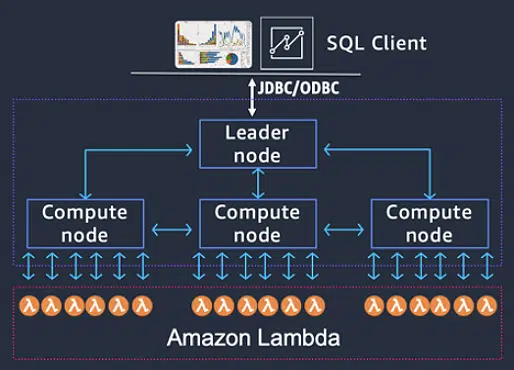 SQL Client
JDBC/ODBC
Leader
node
Compute
node
Compute
node
Compute
node
λ λ λ λ λ λ λ λ λ λ λ λ λ λ λ λ λ λ
Amazon Lambda